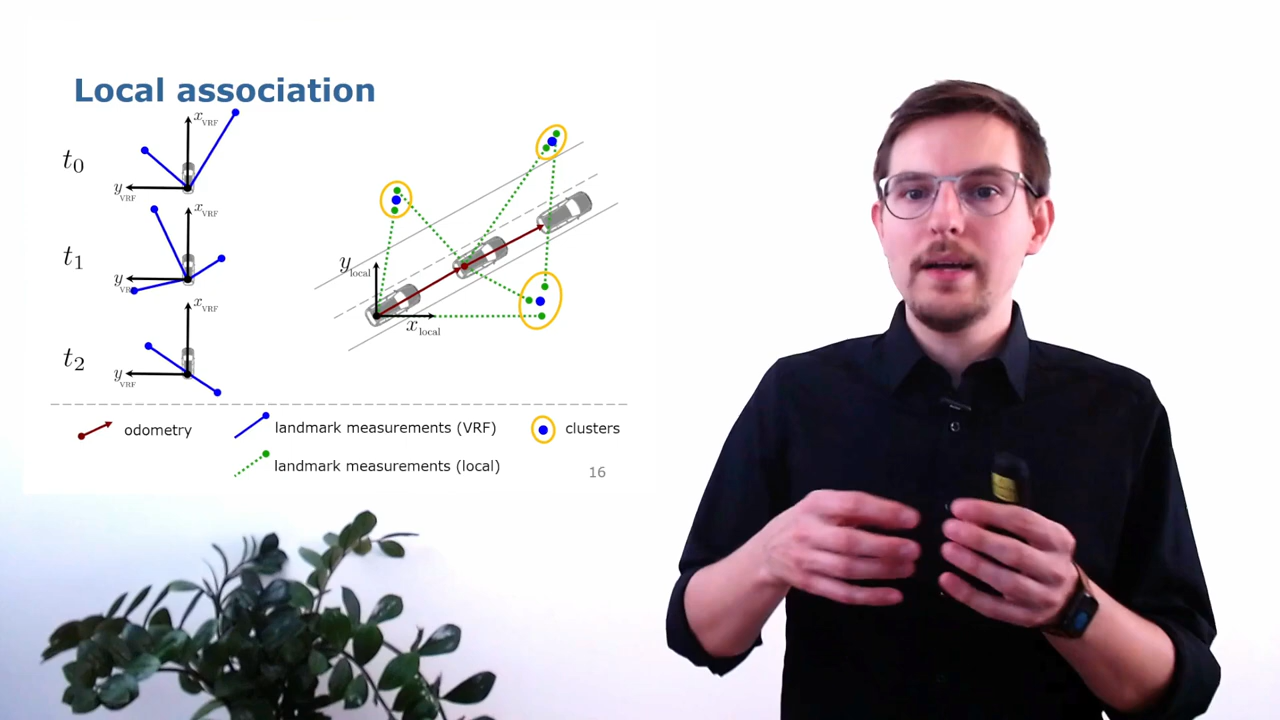 Local association
t0
xVRF
yVRF
t1
xVRF
yVRF
t2
xVRF
yVRF
ylocal
xlocal
odometry
landmark measurements (VRF)
clusters
landmark measurements (local)
16